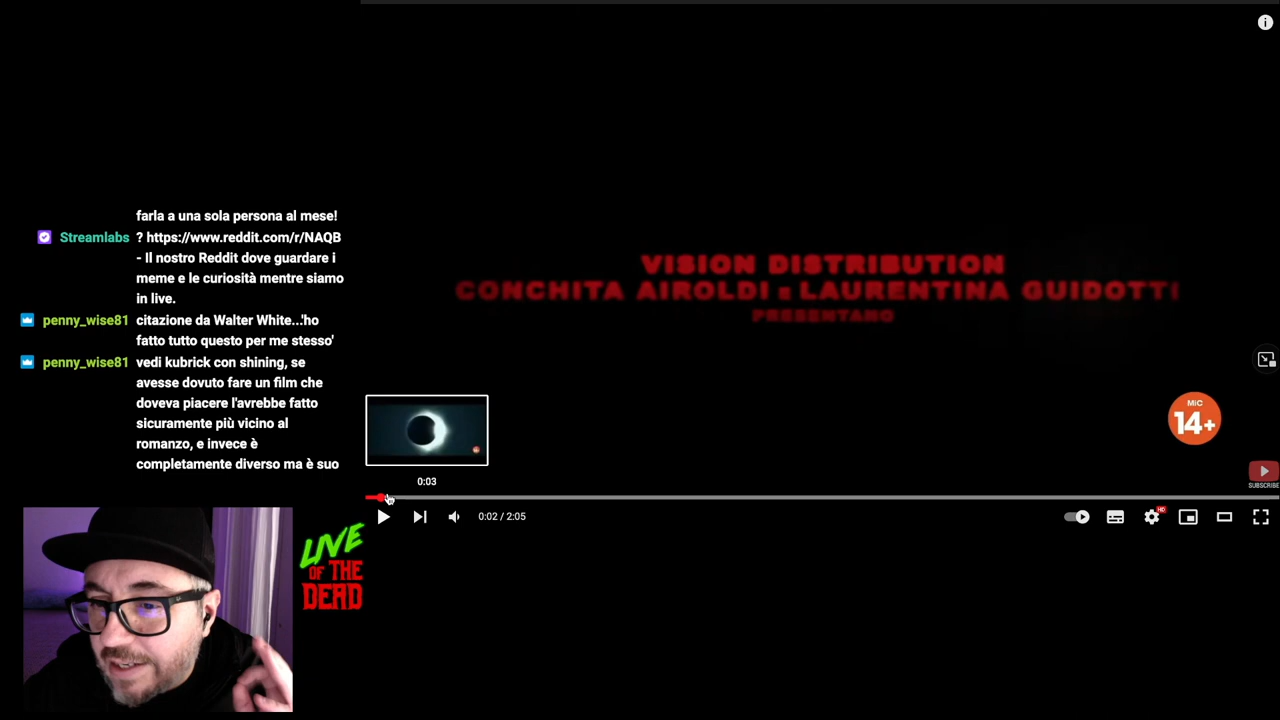 farla a una sola persona al mese!
Streamlabs ? https://www.reddit.com/r/NAQB
- Il nostro Reddit dove guardare i
meme e le curiosità mentre siamo
in live.
penny_wise81 citazione da Walter White...'ho
fatto tutto questo per me stesso'
penny_wise81 vedi kubrick con shining, se
avesse dovuto fare un film che
doveva piacere l'avrebbe fatto
sicuramente più vicino al
romanzo, e invece è
completamente diverso ma è suo
VISION DISTRIBUTION
CONCHITA AIROLDI E LAURENTINA GUIDOTTI
PRESENTANO
MiC
14+
SUBSCRIBE
0:03
0:02 / 2:05
HD
LIVE
OF THE
DEAD